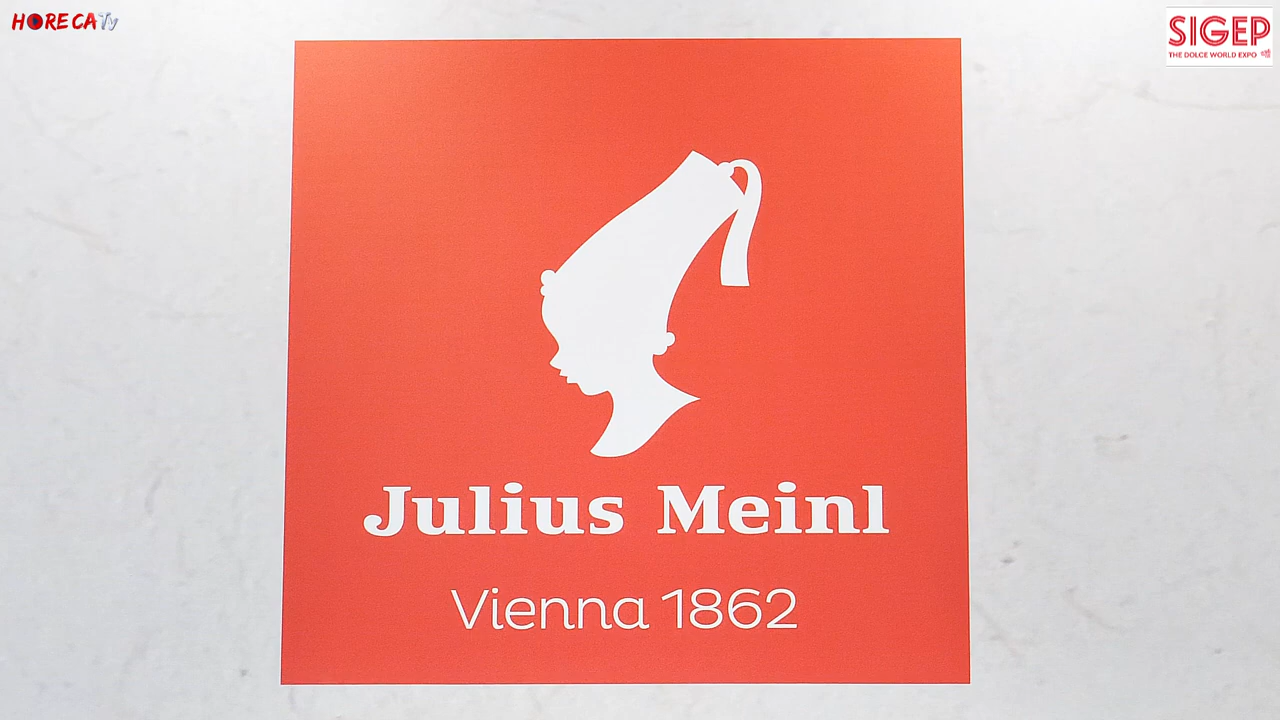 HORECATV
SIGEP
THE DOLCE WORLD EXPO
Julius Meinl
Vienna 1862